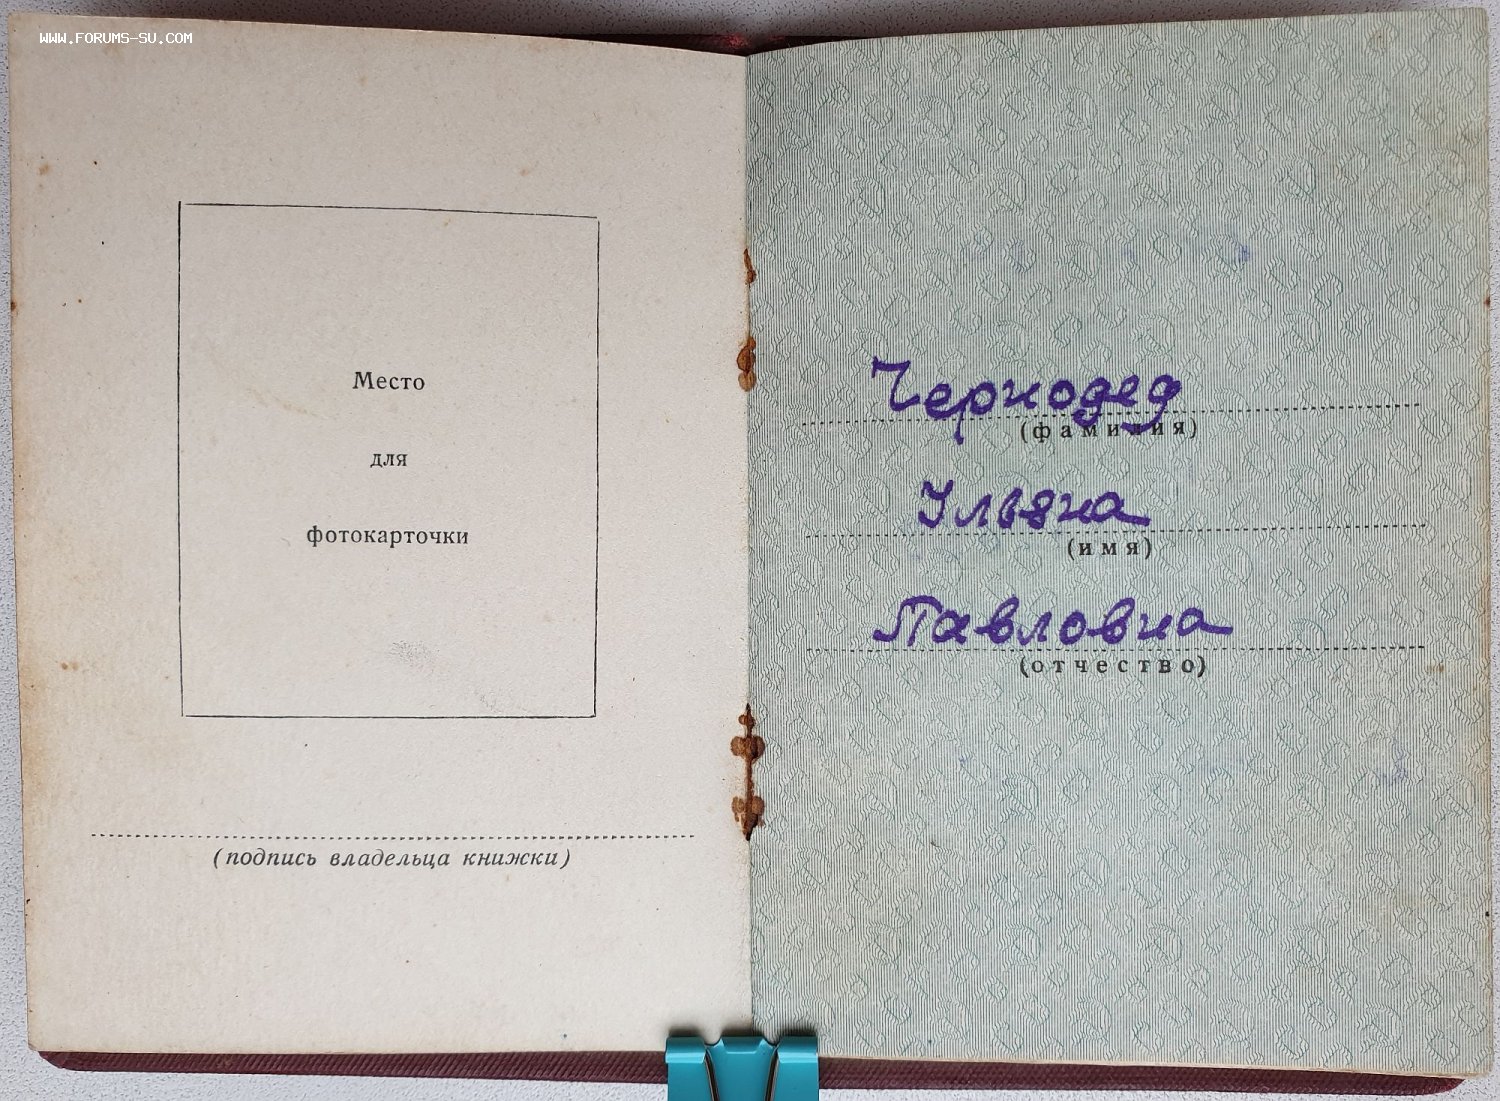 WWW.FORUMS-SU.COM
Место
для
фотокарточки
(подпись владельца книжки)
Чернодед
(фамилия)
Ульяна
(имя)
Павловна
(отчество)